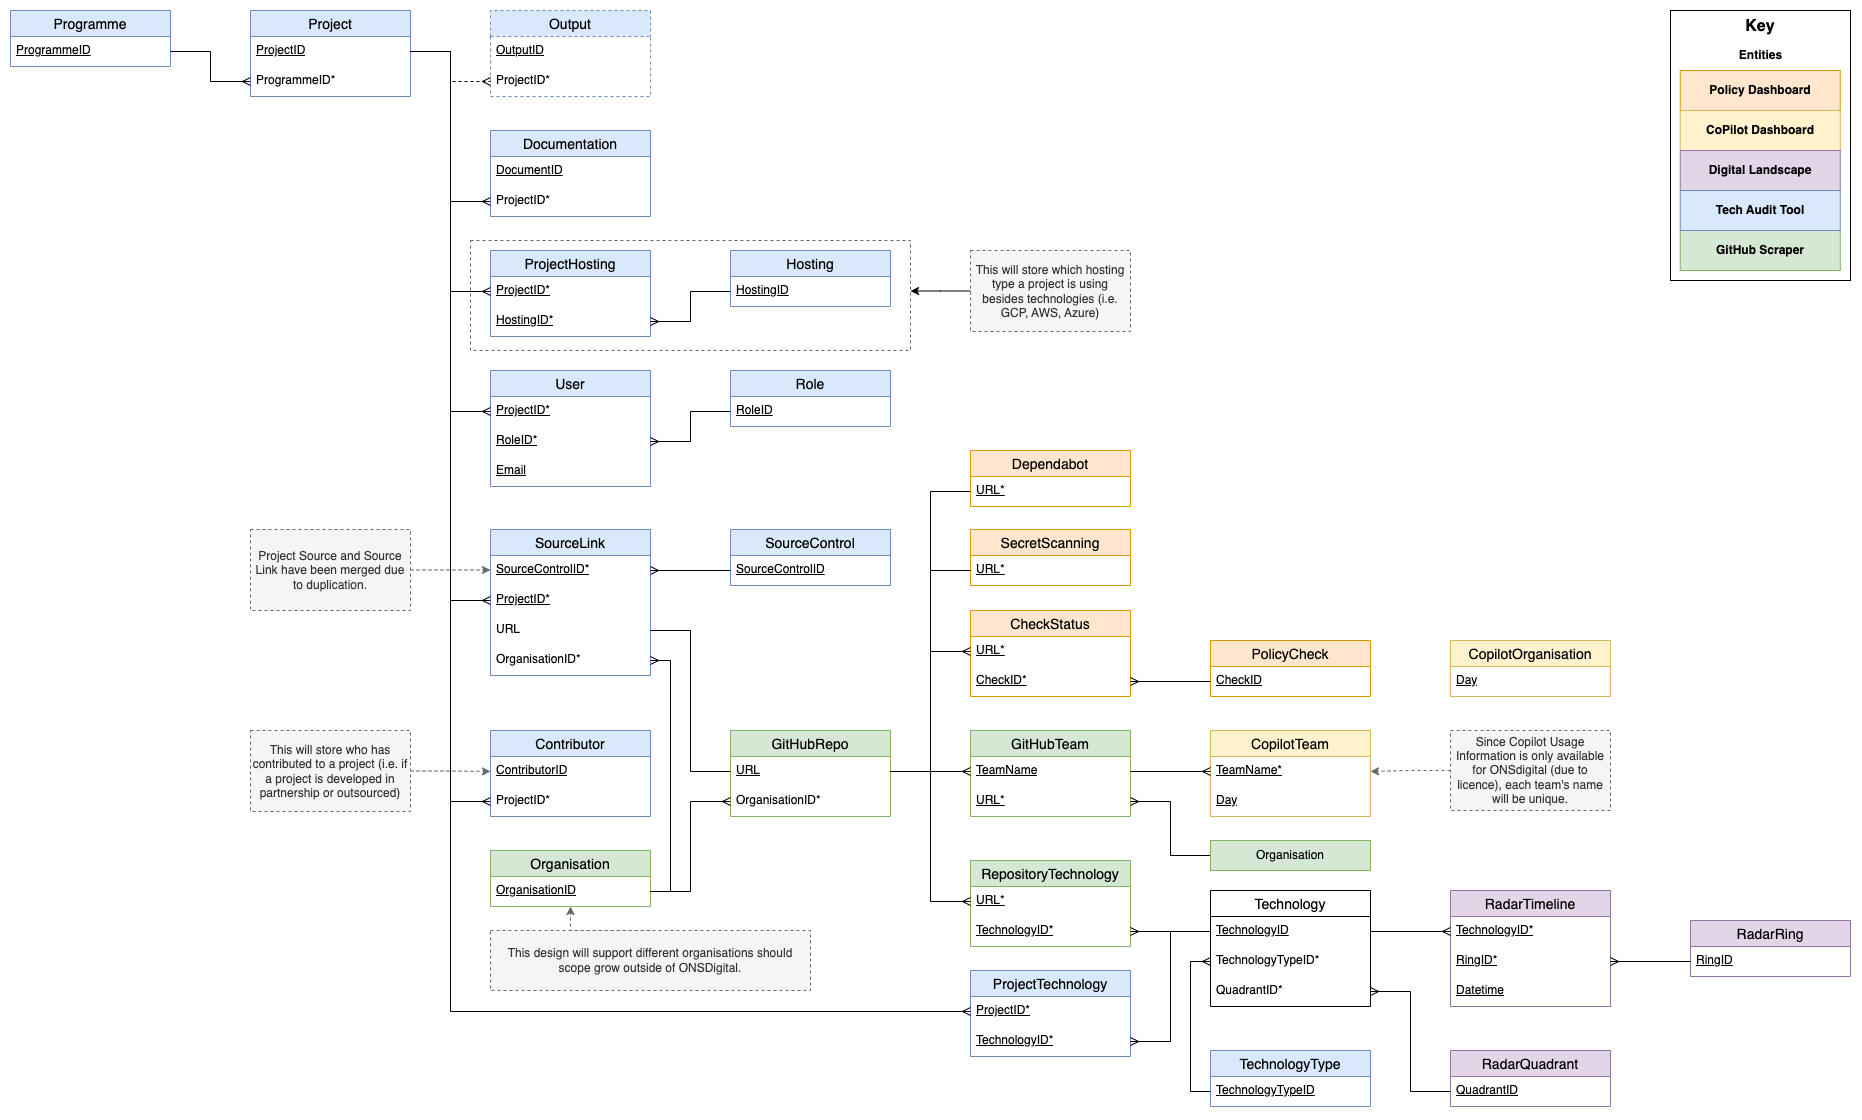 Programme
ProgrammeID
Project
ProjectID
ProgrammeID*
Output
OutputID
ProjectID*
Documentation
DocumentID
ProjectID*
ProjectHosting
ProjectID*
HostingID*
Hosting
HostingID
This will store which hosting
type a project is using
besides technologies (i.e.
GCP, AWS, Azure)
User
ProjectID*
RoleID*
Email
Role
RoleID
Project Source and Source
Link have been merged due
to duplication.
SourceLink
SourceControlID*
ProjectID*
URL
OrganisationID*
SourceControl
SourceControlID
This will store who has
contributed to a project (i.e. if
a project is developed in
partnership or outsourced)
Contributor
ContributorID
ProjectID*
Organisation
OrganisationID
This design will support different organisations should
scope grow outside of ONSDigital.
GitHubRepo
URL
OrganisationID*
Dependabot
URL*
SecretScanning
URL*
CheckStatus
URL*
CheckID*
PolicyCheck
CheckID
CopilotOrganisation
Day
GitHubTeam
TeamName
URL*
CopilotTeam
TeamName*
Day
Since Copilot Usage
Information is only available
for ONSdigital (due to
licence), each team's name
will be unique.
Organisation
RepositoryTechnology
URL*
TechnologyID*
ProjectTechnology
ProjectID*
TechnologyID*
Technology
TechnologyID
TechnologyTypeID*
QuadrantID*
TechnologyType
TechnologyTypeID
RadarTimeline
TechnologyID*
RingID*
Datetime
RadarRing
RingID
RadarQuadrant
QuadrantID
Key
Entities
Policy Dashboard
CoPilot Dashboard
Digital Landscape
Tech Audit Tool
GitHub Scraper